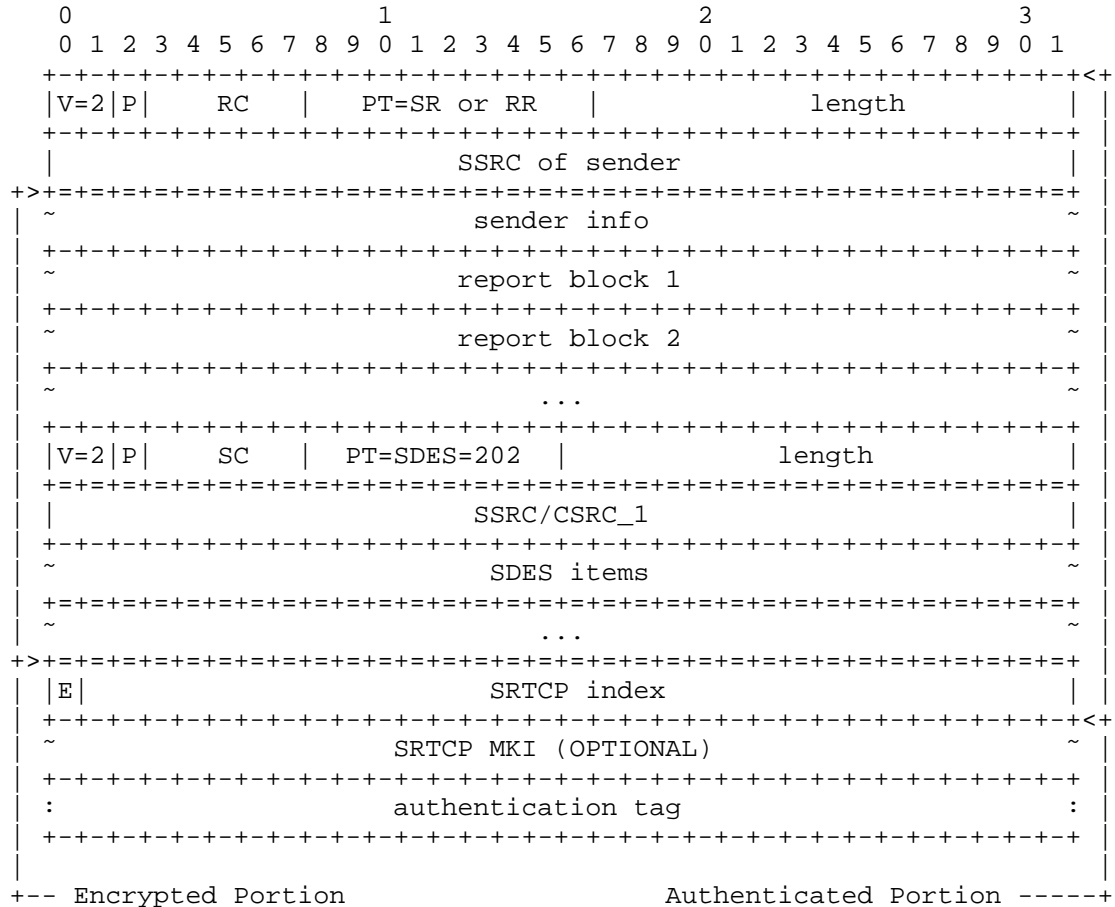 0                   1                   2                   3
    0 1 2 3 4 5 6 7 8 9 0 1 2 3 4 5 6 7 8 9 0 1 2 3 4 5 6 7 8 9 0 1
   +-+-+-+-+-+-+-+-+-+-+-+-+-+-+-+-+-+-+-+-+-+-+-+-+-+-+-+-+-+-+-+-+<+
   |V=2|P|    RC   |   PT=SR or RR   |             length          | |
   +-+-+-+-+-+-+-+-+-+-+-+-+-+-+-+-+-+-+-+-+-+-+-+-+-+-+-+-+-+-+-+-+ |
   |                         SSRC of sender                        | |
 +>+=+=+=+=+=+=+=+=+=+=+=+=+=+=+=+=+=+=+=+=+=+=+=+=+=+=+=+=+=+=+=+=+ |
 | ~                          sender info                          ~ |
 | +-+-+-+-+-+-+-+-+-+-+-+-+-+-+-+-+-+-+-+-+-+-+-+-+-+-+-+-+-+-+-+-+ |
 | ~                         report block 1                        ~ |
 | +-+-+-+-+-+-+-+-+-+-+-+-+-+-+-+-+-+-+-+-+-+-+-+-+-+-+-+-+-+-+-+-+ |
 | ~                         report block 2                        ~ |
 | +-+-+-+-+-+-+-+-+-+-+-+-+-+-+-+-+-+-+-+-+-+-+-+-+-+-+-+-+-+-+-+-+ |
 | ~                              ...                              ~ |
 | +-+-+-+-+-+-+-+-+-+-+-+-+-+-+-+-+-+-+-+-+-+-+-+-+-+-+-+-+-+-+-+-+ |
 | |V=2|P|    SC   |  PT=SDES=202  |             length            | |
 | +=+=+=+=+=+=+=+=+=+=+=+=+=+=+=+=+=+=+=+=+=+=+=+=+=+=+=+=+=+=+=+=+ |
 | |                          SSRC/CSRC_1                          | |
 | +-+-+-+-+-+-+-+-+-+-+-+-+-+-+-+-+-+-+-+-+-+-+-+-+-+-+-+-+-+-+-+-+ |
 | ~                           SDES items                          ~ |
 | +=+=+=+=+=+=+=+=+=+=+=+=+=+=+=+=+=+=+=+=+=+=+=+=+=+=+=+=+=+=+=+=+ |
 | ~                              ...                              ~ |
 +>+=+=+=+=+=+=+=+=+=+=+=+=+=+=+=+=+=+=+=+=+=+=+=+=+=+=+=+=+=+=+=+=+ |
 | |E|                         SRTCP index                         | |
 | +-+-+-+-+-+-+-+-+-+-+-+-+-+-+-+-+-+-+-+-+-+-+-+-+-+-+-+-+-+-+-+-+<+
 | ~                     SRTCP MKI (OPTIONAL)                      ~ |
 | +-+-+-+-+-+-+-+-+-+-+-+-+-+-+-+-+-+-+-+-+-+-+-+-+-+-+-+-+-+-+-+-+ |
 | :                     authentication tag                        : |
 | +-+-+-+-+-+-+-+-+-+-+-+-+-+-+-+-+-+-+-+-+-+-+-+-+-+-+-+-+-+-+-+-+ |
 |                                                                   |
 +-- Encrypted Portion                    Authenticated Portion -----+